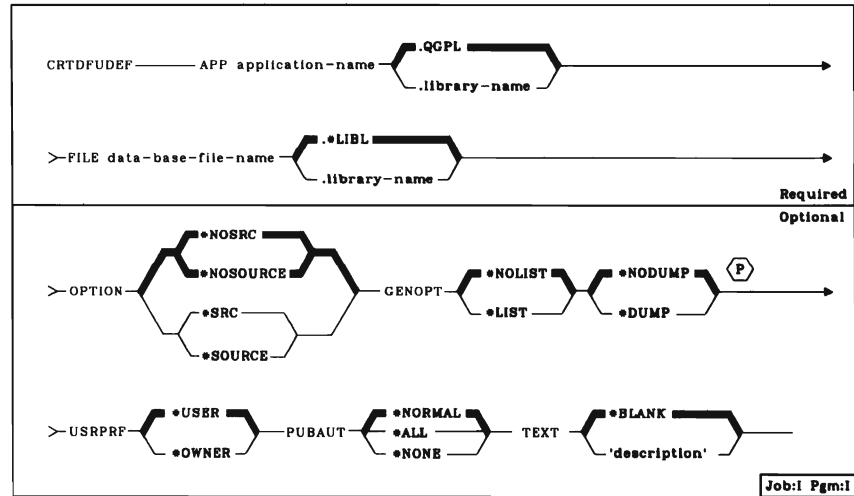 .QGPL
CRTDFUDEF APP application-name
.library-name
.*LIBL
FILE data-base-file-name
.library-name
Required
Optional
*NOSRC
*NOSOURCE
*NOLIST *NODUMP P
OPTION GENOPT
*SRC *LIST *DUMP
*SOURCE
*USER *NORMAL *BLANK
USRPRF PUBAUT *ALL TEXT
*OWNER *NONE 'description'
Job:I Pgm:I